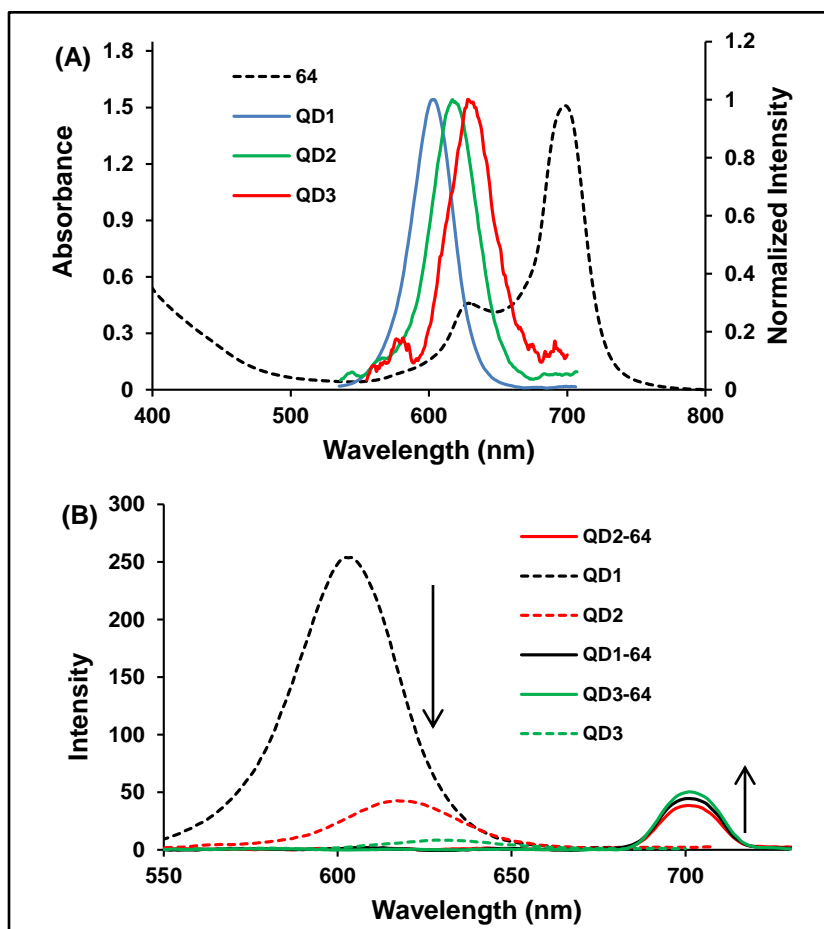 (A)
64
QD1
QD2
QD3
Absorbance
1.8
1.5
1.2
0.9
0.6
0.3
0
Normalized Intensity
1.2
1
0.8
0.6
0.4
0.2
0
400 500 600 700 800
Wavelength (nm)
(B)
QD2-64
QD1
QD2
QD1-64
QD3-64
QD3
Intensity
300
250
200
150
100
50
0
550 600 650 700
Wavelength (nm)